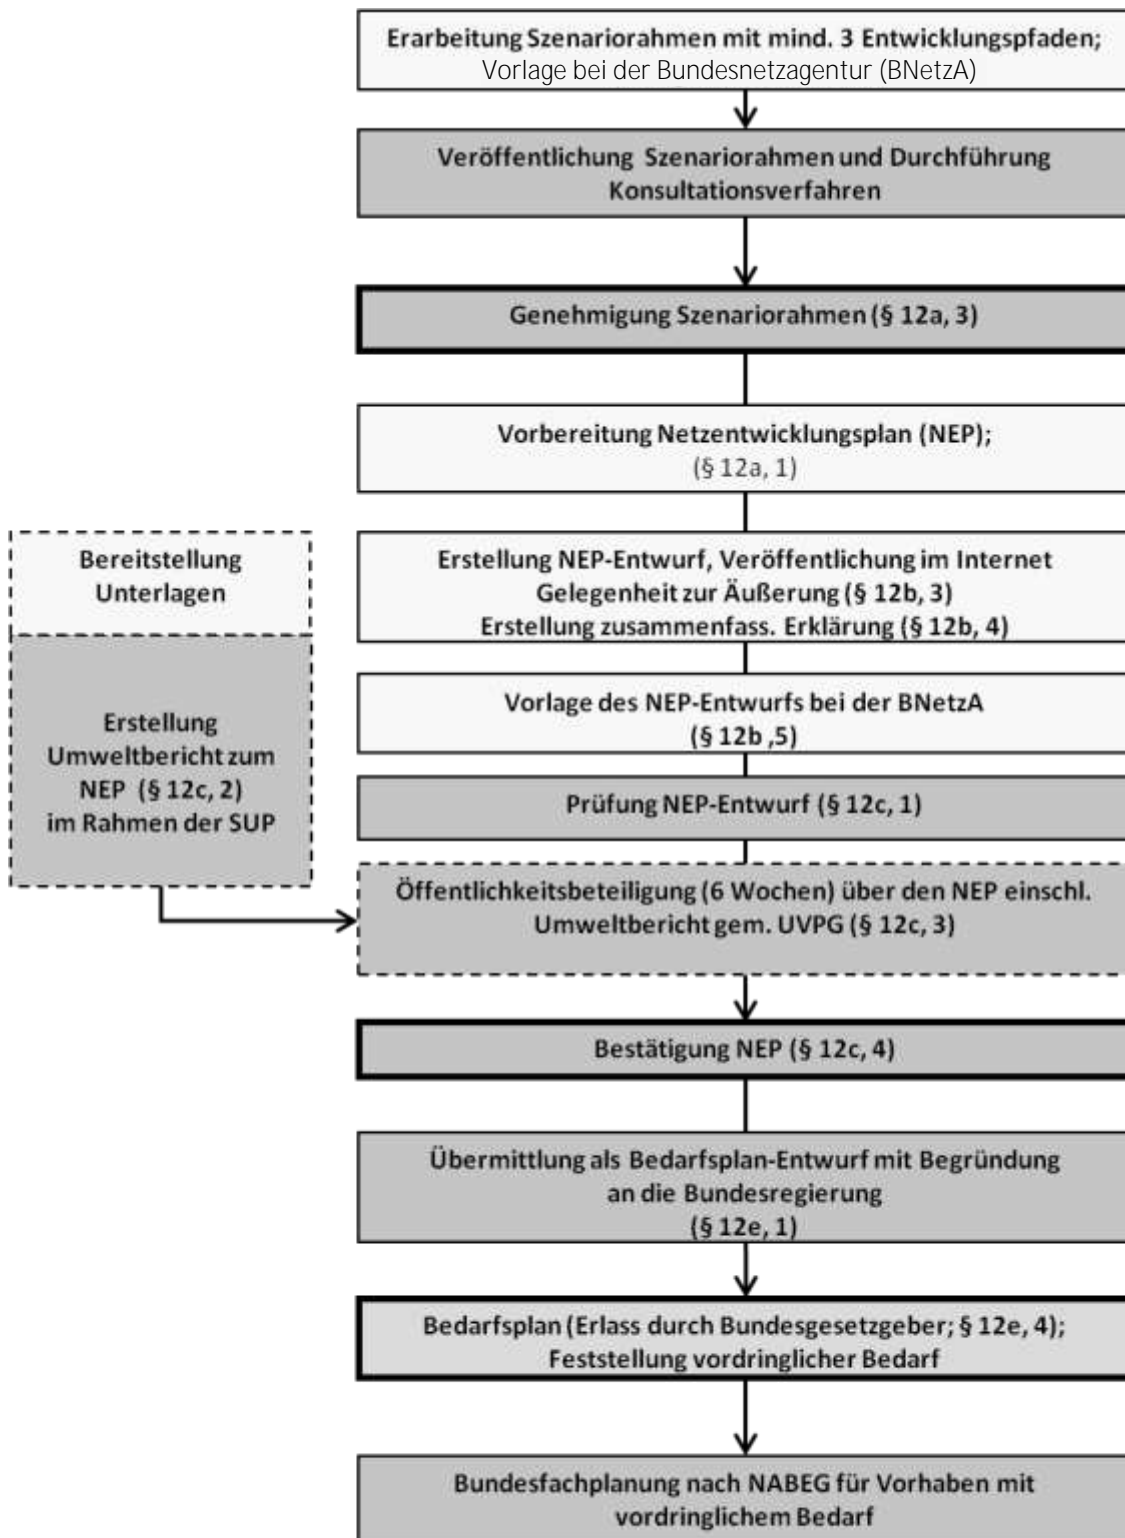 Erarbeitung Szenariorahmen mit mind. 3 Entwicklungspfaden;
Vorlage bei der Bundesnetzagentur (BNetzA)
Veröffentlichung Szenariorahmen und Durchführung
Konsultationsverfahren
Genehmigung Szenariorahmen (§ 12a, 3)
Vorbereitung Netzentwicklungsplan (NEP);
(§ 12a, 1)
Bereitstellung
Unterlagen
Erstellung
Umweltbericht zum
NEP (§ 12c, 2)
im Rahmen der SUP
Erstellung NEP-Entwurf, Veröffentlichung im Internet
Gelegenheit zur Äußerung (§ 12b, 3)
Erstellung zusammenfass. Erklärung (§ 12b, 4)
Vorlage des NEP-Entwurfs bei der BNetzA
(§ 12b ,5)
Prüfung NEP-Entwurf (§ 12c, 1)
Öffentlichkeitsbeteiligung (6 Wochen) über den NEP einschl.
Umweltbericht gem. UVPG (§ 12c, 3)
Bestätigung NEP (§ 12c, 4)
Übermittlung als Bedarfsplan-Entwurf mit Begründung
an die Bundesregierung
(§ 12e, 1)
Bedarfsplan (Erlass durch Bundesgesetzgeber; § 12e, 4);
Feststellung vordringlicher Bedarf
Bundesfachplanung nach NABEG für Vorhaben mit
vordringlichem Bedarf